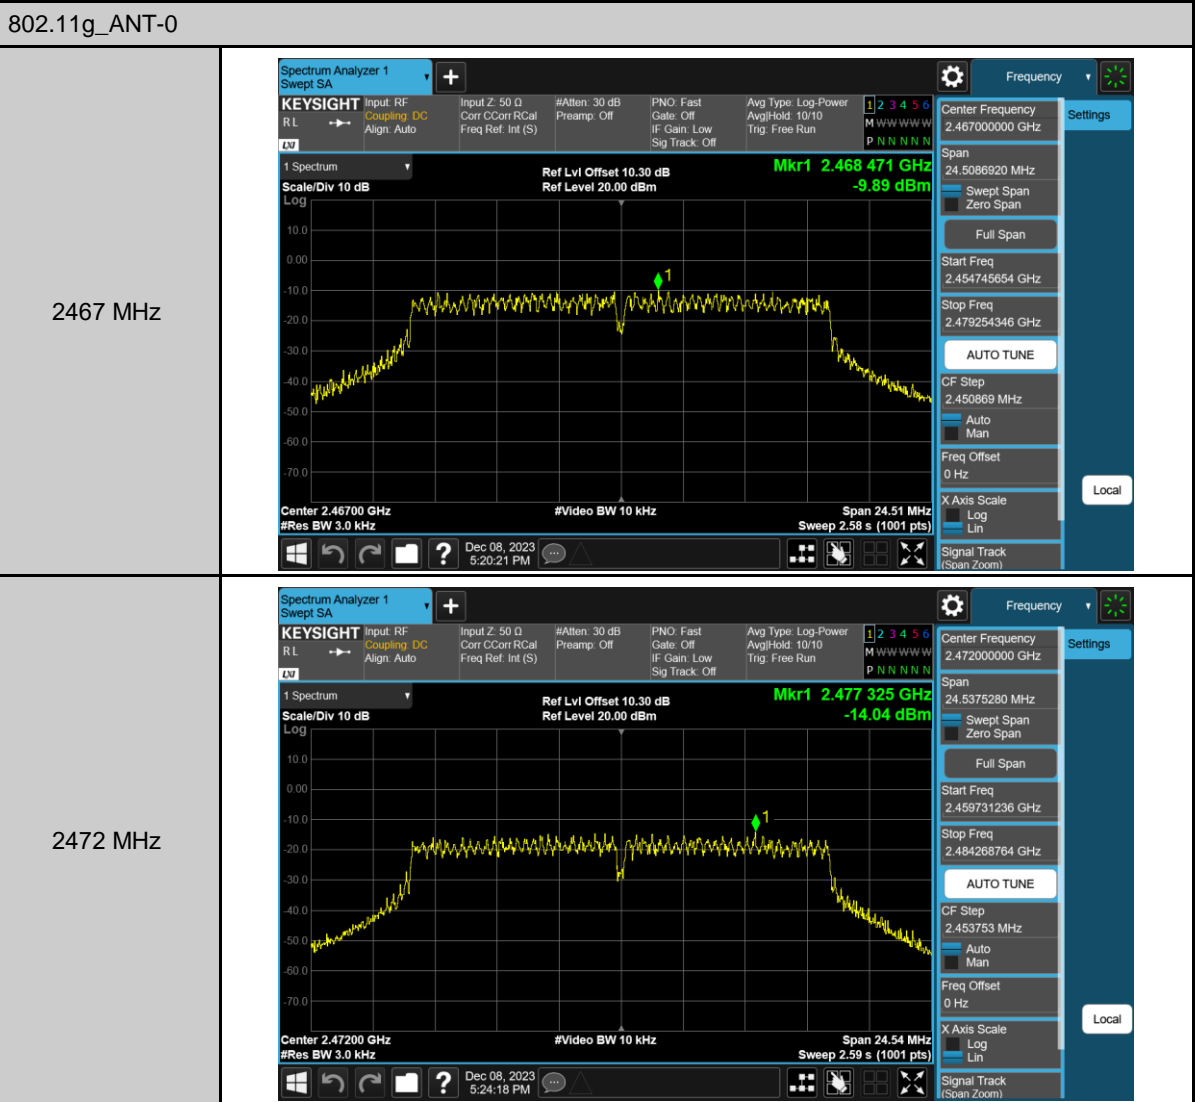 802.11g_ANT-0
2467 MHz
Spectrum Analyzer 1
Swept SA
Frequency
KEYSIGHT
R L
LXI
Input: RF
Coupling: DC
Align: Auto
Input Z: 50 Ω
Corr CCorr RCal
Freq Ref: Int (S)
#Atten: 30 dB
Preamp: Off
PNO: Fast
Gate: Off
IF Gain: Low
Sig Track: Off
Avg Type: Log-Power
Avg|Hold: 10/10
Trig: Free Run
1 2 3 4 5 6
M W W W W W
P N N N N N
1 Spectrum
Scale/Div 10 dB
Log
Ref Lvl Offset 10.30 dB
Ref Level 20.00 dBm
Mkr1 2.468 471 GHz
-9.89 dBm
10.0
0.00
-10.0
-20.0
-30.0
-40.0
-50.0
-60.0
-70.0
1
Center 2.46700 GHz
#Res BW 3.0 kHz
#Video BW 10 kHz
Span 24.51 MHz
Sweep 2.58 s (1001 pts)
?
Dec 08, 2023
5:20:21 PM
Center Frequency
2.467000000 GHz
Span
24.5086920 MHz
Swept Span
Zero Span
Full Span
Start Freq
2.454745654 GHz
Stop Freq
2.479254346 GHz
AUTO TUNE
CF Step
2.450869 MHz
Auto
Man
Freq Offset
0 Hz
X Axis Scale
Log
Lin
Signal Track
(Span Zoom)
Settings
Local
2472 MHz
Spectrum Analyzer 1
Swept SA
Frequency
KEYSIGHT
R L
LXI
Input: RF
Coupling: DC
Align: Auto
Input Z: 50 Ω
Corr CCorr RCal
Freq Ref: Int (S)
#Atten: 30 dB
Preamp: Off
PNO: Fast
Gate: Off
IF Gain: Low
Sig Track: Off
Avg Type: Log-Power
Avg|Hold: 10/10
Trig: Free Run
1 2 3 4 5 6
M W W W W W
P N N N N N
1 Spectrum
Scale/Div 10 dB
Log
Ref Lvl Offset 10.30 dB
Ref Level 20.00 dBm
Mkr1 2.477 325 GHz
-14.04 dBm
10.0
0.00
-10.0
-20.0
-30.0
-40.0
-50.0
-60.0
-70.0
1
Center 2.47200 GHz
#Res BW 3.0 kHz
#Video BW 10 kHz
Span 24.54 MHz
Sweep 2.59 s (1001 pts)
?
Dec 08, 2023
5:24:18 PM
Center Frequency
2.472000000 GHz
Span
24.5375280 MHz
Swept Span
Zero Span
Full Span
Start Freq
2.459731236 GHz
Stop Freq
2.484268764 GHz
AUTO TUNE
CF Step
2.453753 MHz
Auto
Man
Freq Offset
0 Hz
X Axis Scale
Log
Lin
Signal Track
(Span Zoom)
Settings
Local